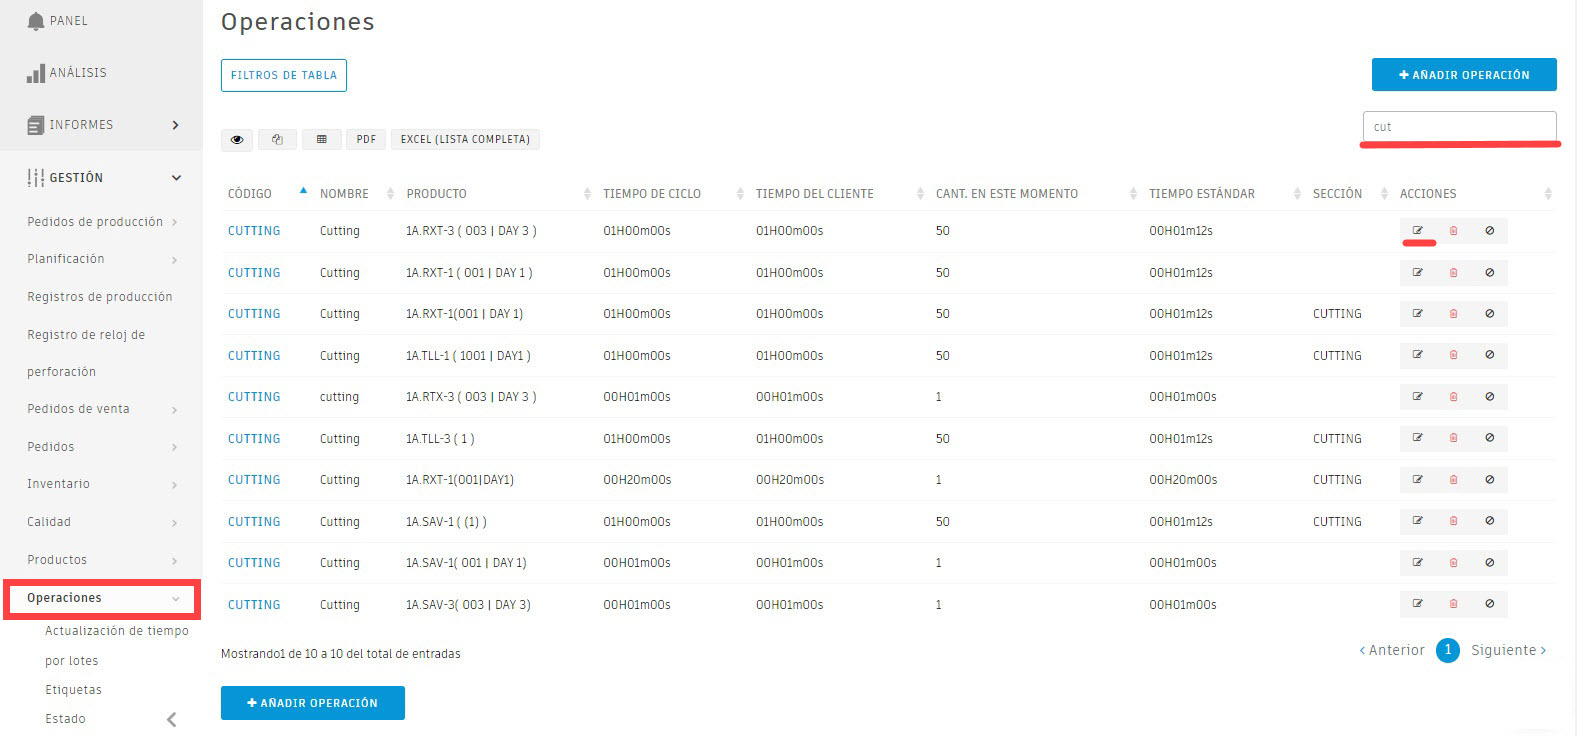 PANEL
ANÁLISIS
INFORMES
GESTIÓN
Pedidos de producción
Planificación
Registros de producción
Registro de reloj de
perforación
Pedidos de venta
Pedidos
Inventario
Calidad
Productos
Operaciones
Actualización de tiempo
por lotes
Etiquetas
Estado
Operaciones
FILTROS DE TABLA
+ AÑADIR OPERACIÓN
PDF EXCEL (LISTA COMPLETA)
cut
CÓDIGO NOMBRE PRODUCTO TIEMPO DE CICLO TIEMPO DEL CLIENTE CANT. EN ESTE MOMENTO TIEMPO ESTÁNDAR SECCIÓN ACCIONES
CUTTING Cutting 1A.RXT-3 ( 003 | DAY 3 ) 01H00m00s 01H00m00s 50 00H01m12s
CUTTING Cutting 1A.RXT-1 ( 001 | DAY 1 ) 01H00m00s 01H00m00s 50 00H01m12s
CUTTING Cutting 1A.RXT-1(001 | DAY 1) 01H00m00s 01H00m00s 50 00H01m12s CUTTING
CUTTING Cutting 1A.TLL-1 ( 1001 | DAY1 ) 01H00m00s 01H00m00s 50 00H01m12s CUTTING
CUTTING cutting 1A.RTX-3 ( 003 | DAY 3 ) 00H01m00s 00H01m00s 1 00H01m00s
CUTTING Cutting 1A.TLL-3 ( 1 ) 01H00m00s 01H00m00s 50 00H01m12s CUTTING
CUTTING Cutting 1A.RXT-1(001|DAY1) 00H20m00s 00H20m00s 1 00H20m00s CUTTING
CUTTING Cutting 1A.SAV-1 ( (1) ) 01H00m00s 01H00m00s 50 00H01m12s CUTTING
CUTTING Cutting 1A.SAV-1( 001 | DAY 1) 00H01m00s 00H01m00s 1 00H01m00s
CUTTING Cutting 1A.SAV-3( 003 | DAY 3) 00H01m00s 00H01m00s 1 00H01m00s
Mostrando1 de 10 a 10 del total de entradas
‹ Anterior 1 Siguiente ›
+ AÑADIR OPERACIÓN